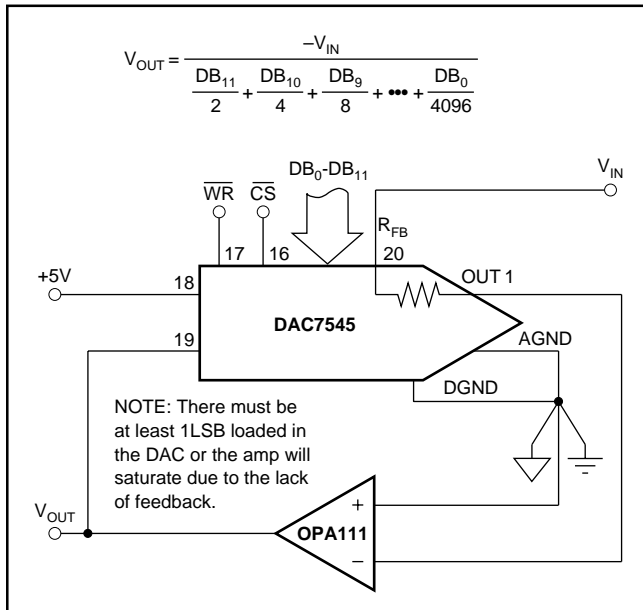 V_OUT = −V_IN / (DB_11/2 + DB_10/4 + DB_9/8 + ••• + DB_0/4096)
DB_0-DB_11
V_IN
WR CS
R_FB
17 16 20
OUT 1
+5V 18
DAC7545
19
AGND
DGND
NOTE: There must be
at least 1LSB loaded in
the DAC or the amp will
saturate due to the lack
of feedback.
V_OUT
+
OPA111
–